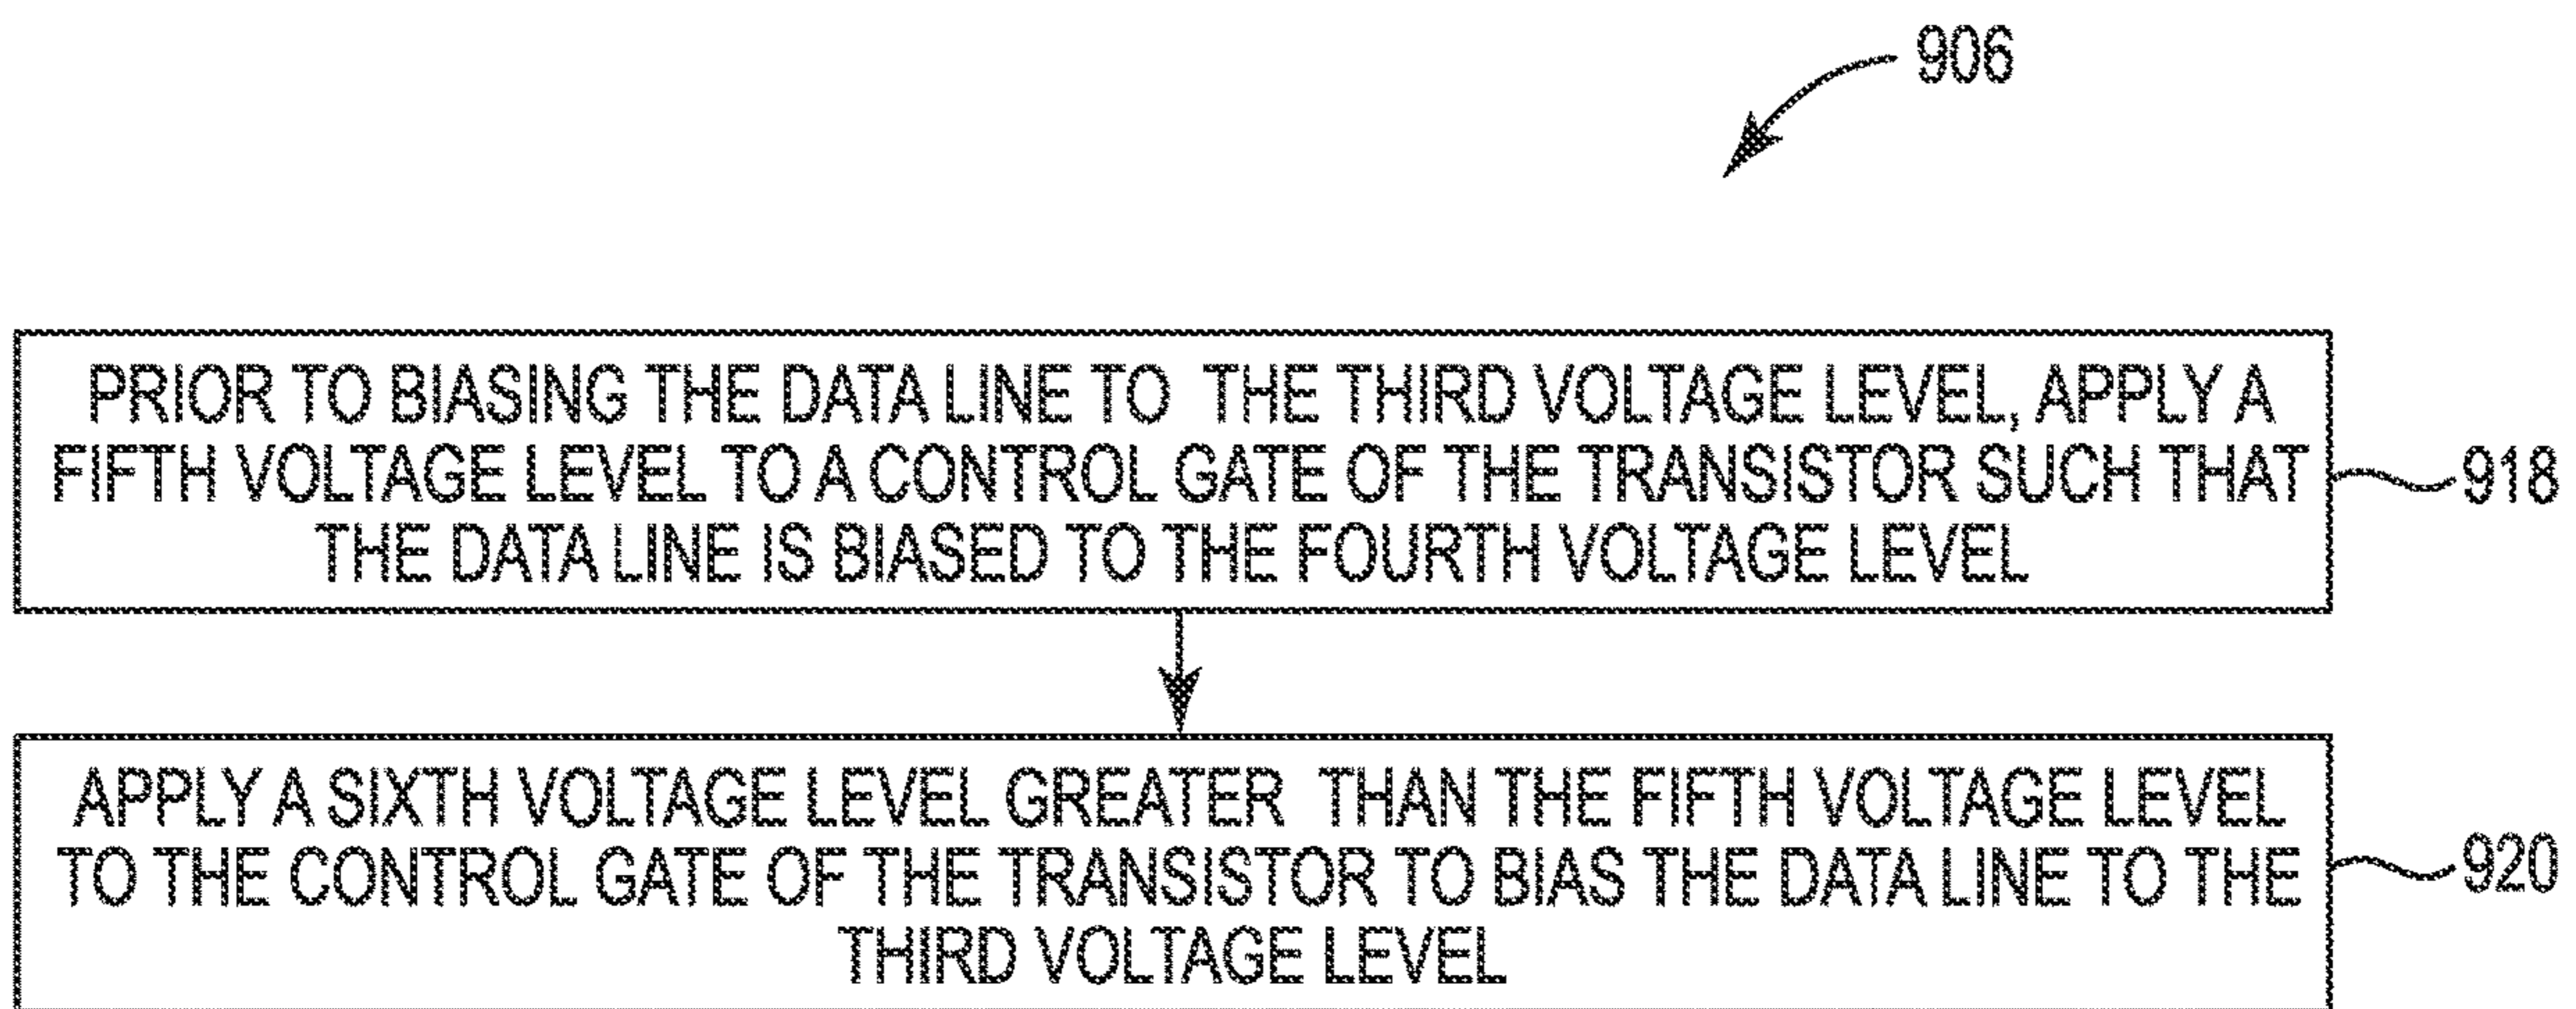 906
PRIOR TO BIASING THE DATA LINE TO THE THIRD VOLTAGE LEVEL, APPLY A
FIFTH VOLTAGE LEVEL TO A CONTROL GATE OF THE TRANSISTOR SUCH THAT
THE DATA LINE IS BIASED TO THE FOURTH VOLTAGE LEVEL
918
APPLY A SIXTH VOLTAGE LEVEL GREATER THAN THE FIFTH VOLTAGE LEVEL
TO THE CONTROL GATE OF THE TRANSISTOR TO BIAS THE DATA LINE TO THE
THIRD VOLTAGE LEVEL
920